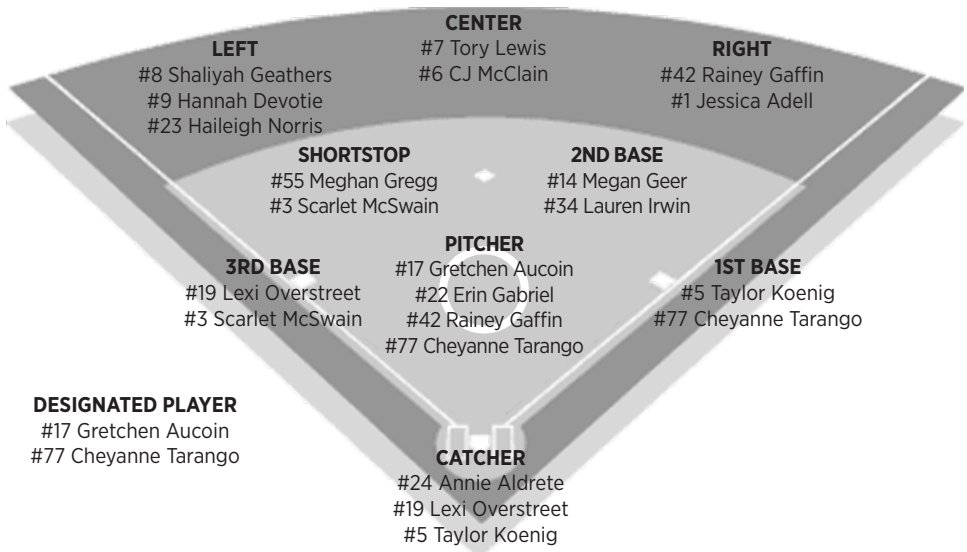 CENTER
#7 Tory Lewis
#6 CJ McClain
LEFT
#8 Shaliyah Geathers
#9 Hannah Devotie
#23 Haileigh Norris
RIGHT
#42 Rainey Gaffin
#1 Jessica Adell
SHORTSTOP
#55 Meghan Gregg
#3 Scarlet McSwain
2ND BASE
#14 Megan Geer
#34 Lauren Irwin
PITCHER
#17 Gretchen Aucoin
#22 Erin Gabriel
#42 Rainey Gaffin
#77 Cheyanne Tarango
3RD BASE
#19 Lexi Overstreet
#3 Scarlet McSwain
1ST BASE
#5 Taylor Koenig
#77 Cheyanne Tarango
DESIGNATED PLAYER
#17 Gretchen Aucoin
#77 Cheyanne Tarango
CATCHER
#24 Annie Aldrete
#19 Lexi Overstreet
#5 Taylor Koenig